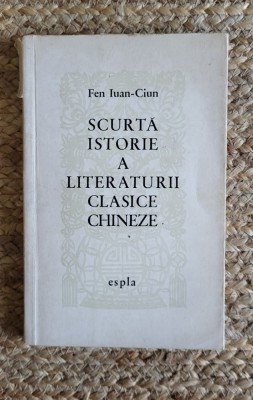 Fen Iuan-Ciun
SCURTĂ
ISTORIE
A
LITERATURII
CLASICE
CHINEZE
espla